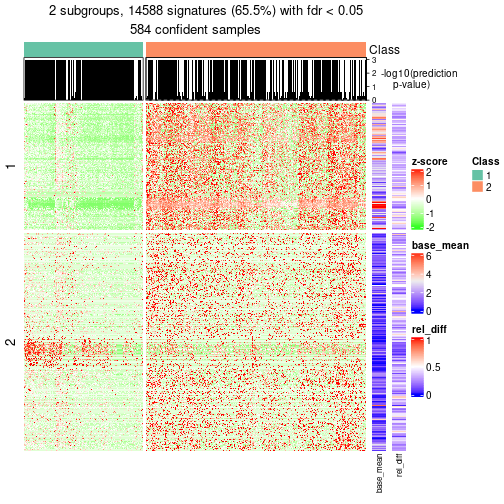 2 subgroups, 14588 signatures (65.5%) with fdr < 0.05
584 confident samples
Class
3
2
1
0
-log10(prediction
p-value)
1
2
z-score
2
1
0
-1
-2
Class
1
2
base_mean
6
4
2
0
rel_diff
1
0.5
0
base_mean
rel_diff